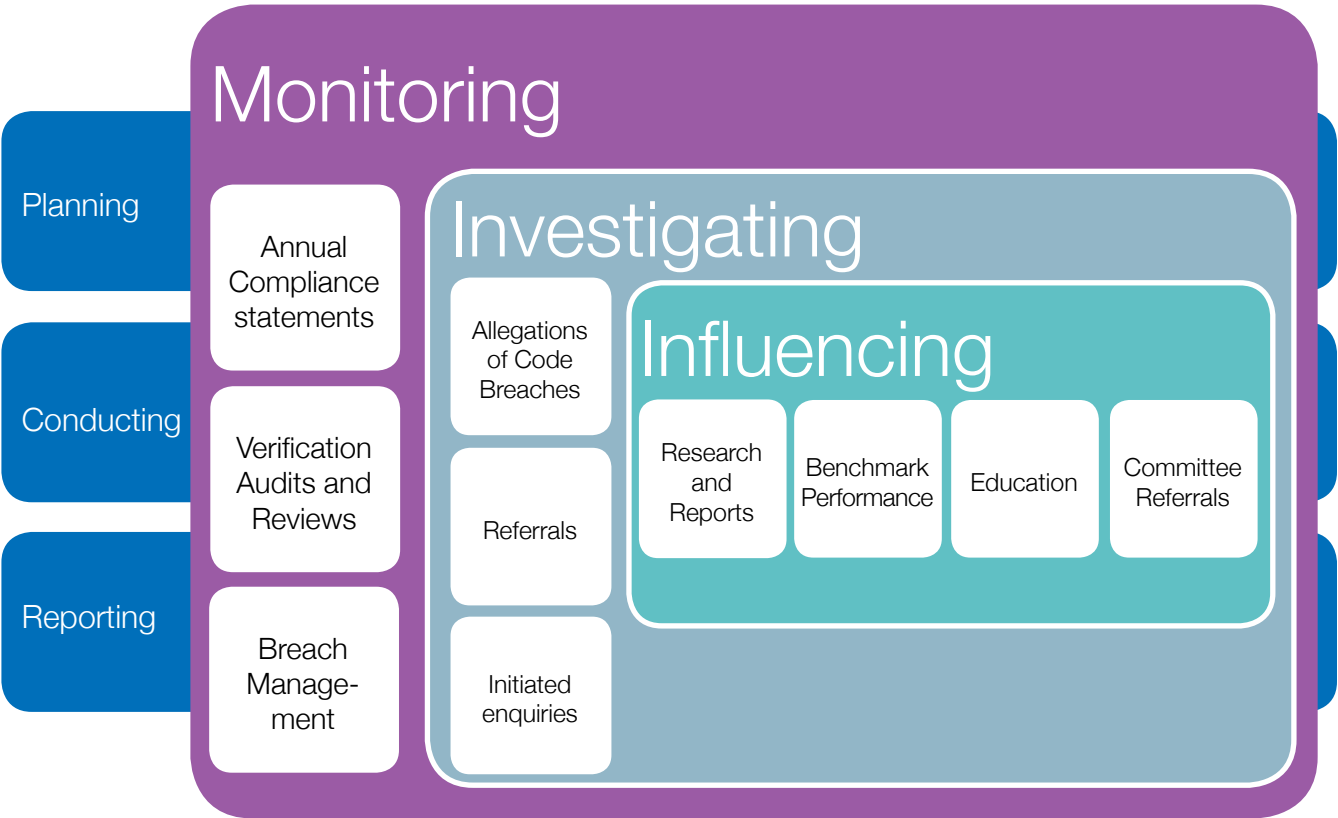 Monitoring
Planning
Conducting
Reporting
Annual
Compliance
statements
Verification
Audits and
Reviews
Breach
Manage-
ment
Investigating
Allegations
of Code
Breaches
Referrals
Initiated
enquiries
Influencing
Research
and
Reports
Benchmark
Performance
Education
Committee
Referrals